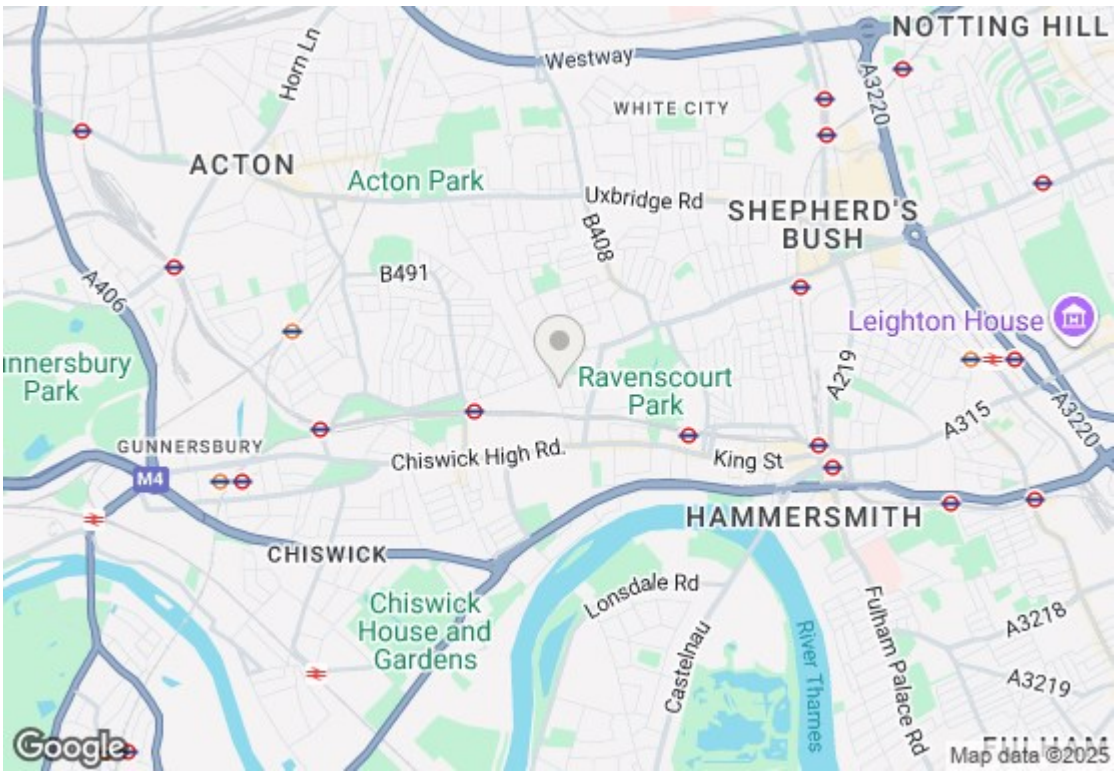 NOTTING HILL
Westway
Horn Ln
A3220
WHITE CITY
ACTON
Acton Park
Uxbridge Rd
SHEPHERD'S
BUSH
B408
B491
A406
Leighton House
unnersbury
Park
Ravenscourt
Park
A219
A315
A3220
GUNNERSBURY
Chiswick High Rd.
King St
M4
HAMMERSMITH
CHISWICK
Lonsdale Rd
Chiswick
House and
Gardens
Castelnau
River Thames
Fulham Palace Rd
A3218
A3219
FULHAM
Google
Map data ©2025